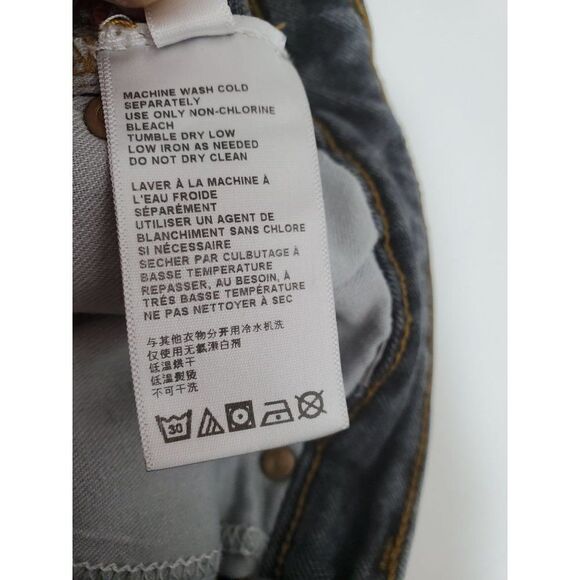 MACHINE WASH COLD
SEPARATELY
USE ONLY NON-CHLORINE
BLEACH
TUMBLE DRY LOW
LOW IRON AS NEEDED
DO NOT DRY CLEAN
LAVER À LA MACHINE À
L'EAU FROIDE
SÉPARÉMENT
UTILISER UN AGENT DE
BLANCHIMENT SANS CHLORE
SI NÉCESSAIRE
SECHER PAR CULBUTAGE À
BASSE TEMPERATURE
REPASSER, AU BESOIN, À
TRÉS BASSE TEMPÉRATURE
NE PAS NETTOYER À SEC
与其他衣物分开用冷水机洗
仅使用无氯漂白剂
低温烘干
低温熨烫
不可干洗
30